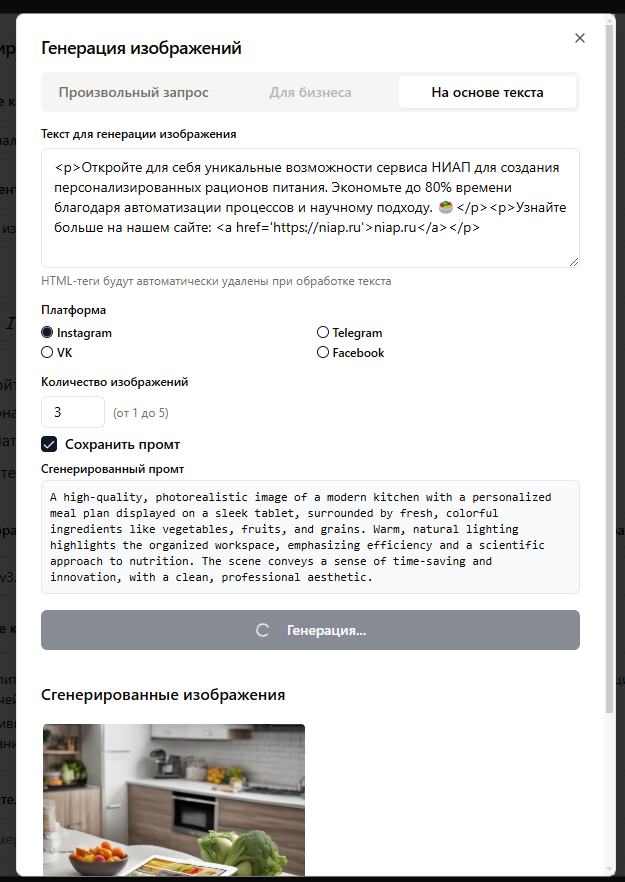 Генерация изображений
Произвольный запрос
Для бизнеса
На основе текста
Текст для генерации изображения
<p>Откройте для себя уникальные возможности сервиса НИАП для создания
персонализированных рационов питания. Экономьте до 80% времени
благодаря автоматизации процессов и научному подходу. 🥗 </p><p>Узнайте
больше на нашем сайте: <a href='https://niap.ru'>niap.ru</a></p>
HTML-теги будут автоматически удалены при обработке текста
Платформа
Instagram
Telegram
VK
Facebook
Количество изображений
3
(от 1 до 5)
Сохранить промт
Сгенерированный промт
A high-quality, photorealistic image of a modern kitchen with a personalized
meal plan displayed on a sleek tablet, surrounded by fresh, colorful
ingredients like vegetables, fruits, and grains. Warm, natural lighting
highlights the organized workspace, emphasizing efficiency and a scientific
approach to nutrition. The scene conveys a sense of time-saving and
innovation, with a clean, professional aesthetic.
Генерация...
Сгенерированные изображения